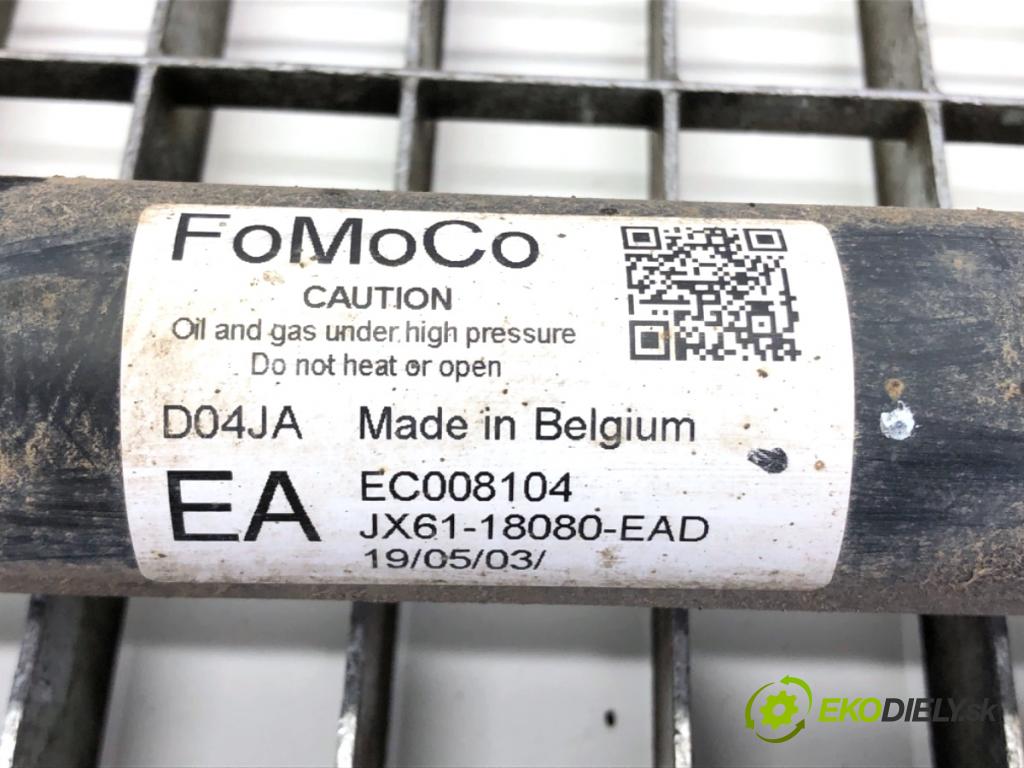 FoMoCo
CAUTION
Oil and gas under high pressure
Do not heat or open
D04JA Made in Belgium
EA
EC008104
JX61-18080-EAD
19/05/03/
EKODIELY.sk